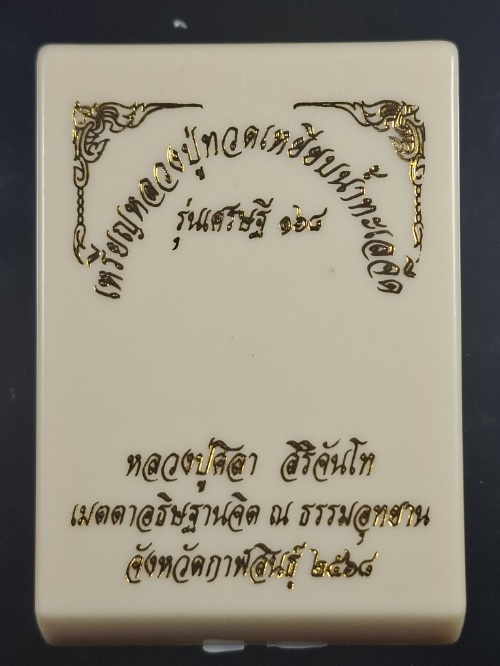 เหรียญหลวงปู่ทวดเหยียบน้ำทะเลจืด
รุ่นเศรษฐี ๑๖๘
หลวงปู่ศิลา สิริจันโท
เมตตาอธิษฐานจิต ณ ธรรมอุทยาน
จังหวัดกาฬสินธุ์ ๒๕๖๘